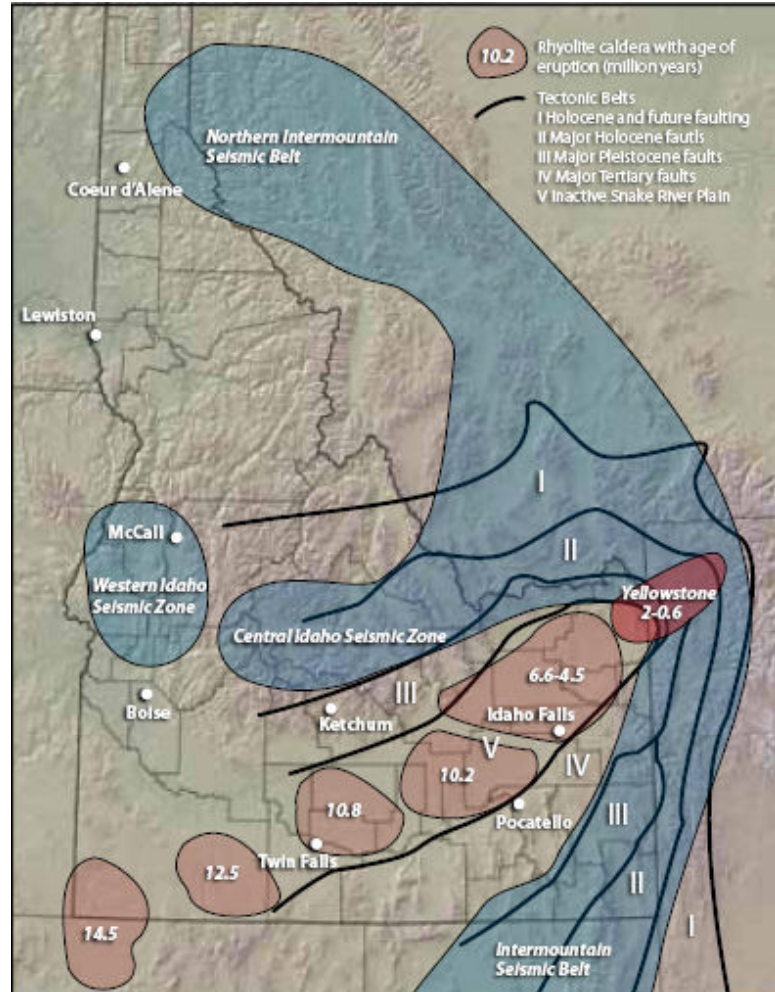 10.2
Rhyolite caldera with age of
eruption (million years)
Tectonic Belts
I Holocene and future faulting
II Major Holocene fautls
III Major Pleistocene faults
IV Major Tertiary faults
V Inactive Snake River Plain
Northern Intermountain
Seismic Belt
Coeur d'Alene
Lewiston
I
McCall
II
Western Idaho
Seismic Zone
Yellowstone
2-0.6
Central Idaho Seismic Zone
6.6-4.5
III
Boise
Ketchum
Idaho Falls
V
IV
10.2
10.8
Pocatello
III
Twin Falls
12.5
II
14.5
I
Intermountain
Seismic Belt